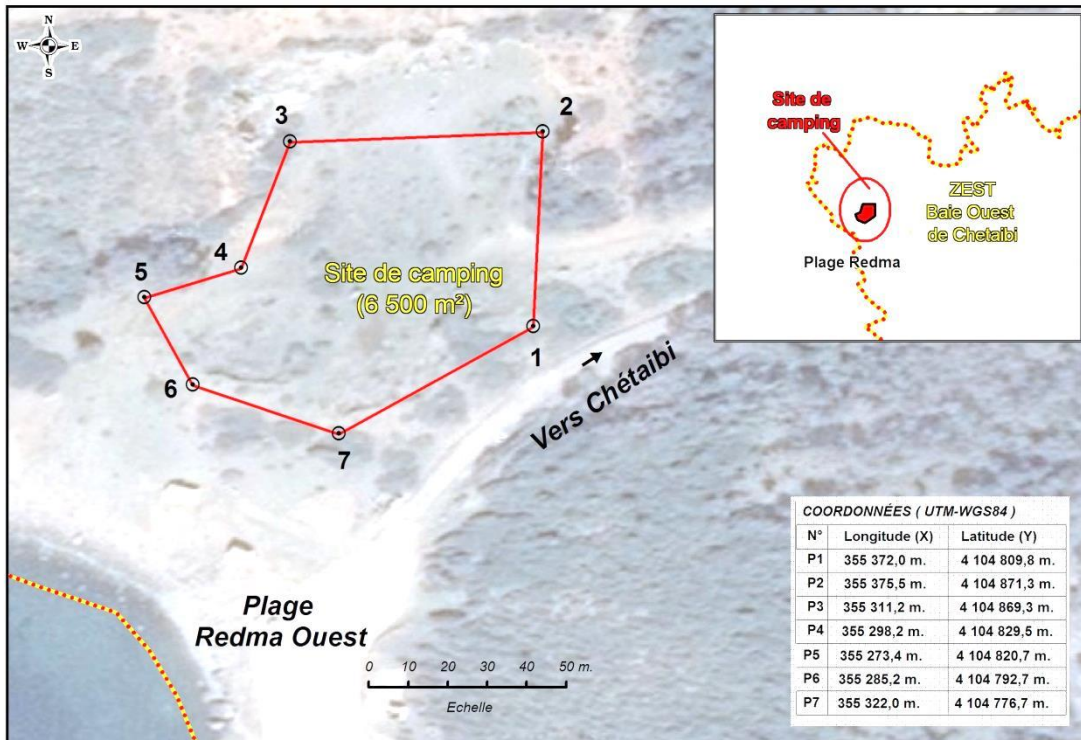 N
W E
S
3
2
4
5
Site de camping
(6 500 m²)
1
6
7
Vers Chétaibi
Plage
Redma Ouest
0 10 20 30 40 50 m.
Echelle
Site de
camping
ZEST
Baie Ouest
de Chetaibi
Plage Redma
COORDONNÉES ( UTM-WGS84 )
N° Longitude (X) Latitude (Y)
P1 355 372,0 m. 4 104 809,8 m.
P2 355 375,5 m. 4 104 871,3 m.
P3 355 311,2 m. 4 104 869,3 m.
P4 355 298,2 m. 4 104 829,5 m.
P5 355 273,4 m. 4 104 820,7 m.
P6 355 285,2 m. 4 104 792,7 m.
P7 355 322,0 m. 4 104 776,7 m.